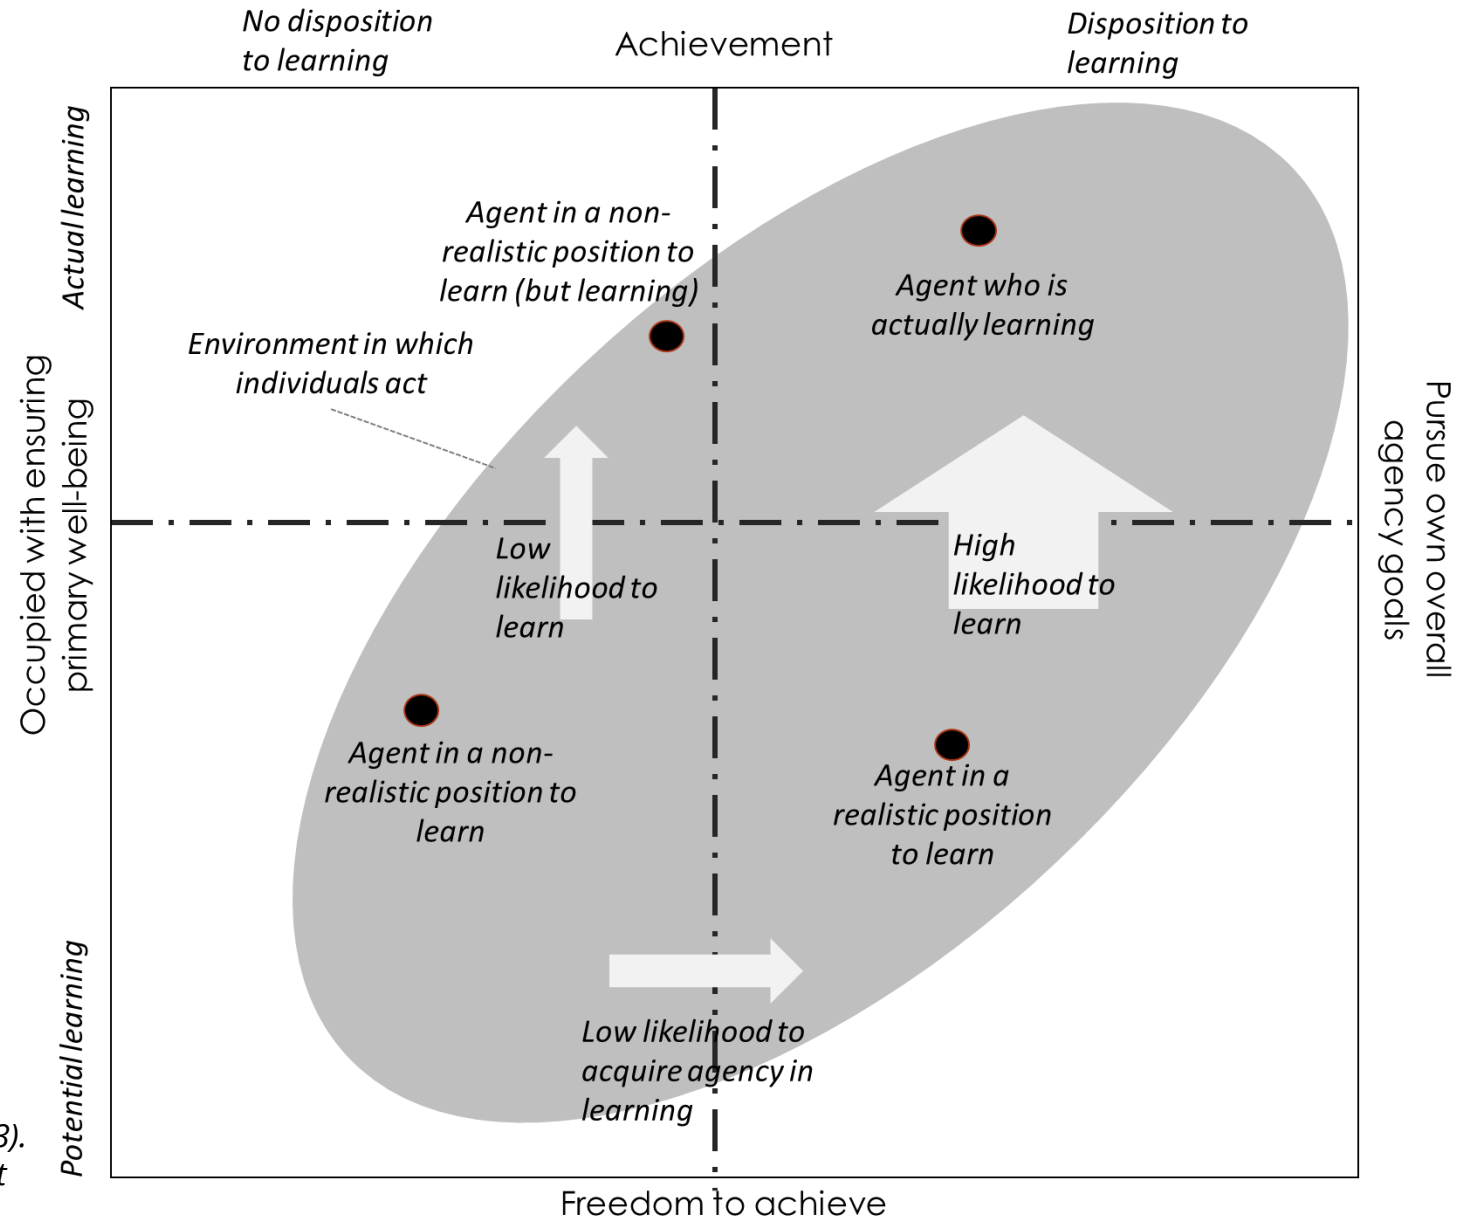 No disposition
to learning
Achievement
Disposition to
learning
Actual learning
Agent in a non-
realistic position to
learn (but learning)
Agent who is
actually learning
Environment in which
individuals act
Occupied with ensuring
primary well-being
Pursue own overall
agency goals
Low
likelihood to
learn
High
likelihood to
learn
Agent in a non-
realistic position to
learn
Agent in a
realistic position
to learn
Potential learning
Low likelihood to
acquire agency in
learning
3).
t
Freedom to achieve